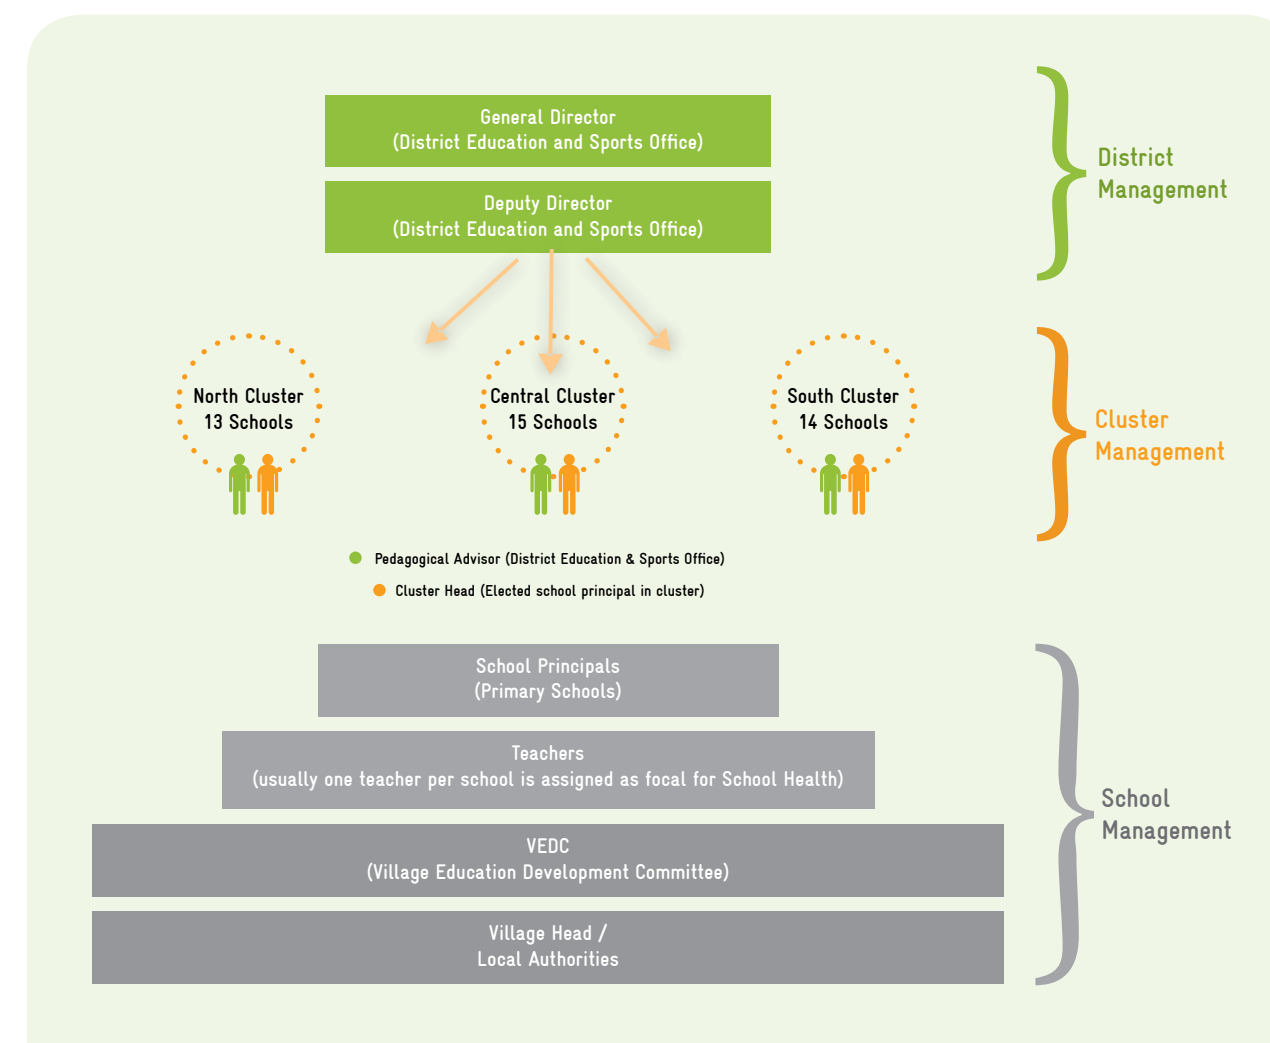 General Director
(District Education and Sports Office)
Deputy Director
(District Education and Sports Office)
District
Management
North Cluster
13 Schools
Central Cluster
15 Schools
South Cluster
14 Schools
Cluster
Management
Pedagogical Advisor (District Education & Sports Office)
Cluster Head (Elected school principal in cluster)
School Principals
(Primary Schools)
Teachers
(usually one teacher per school is assigned as focal for School Health)
VEDC
(Village Education Development Committee)
Village Head /
Local Authorities
School
Management